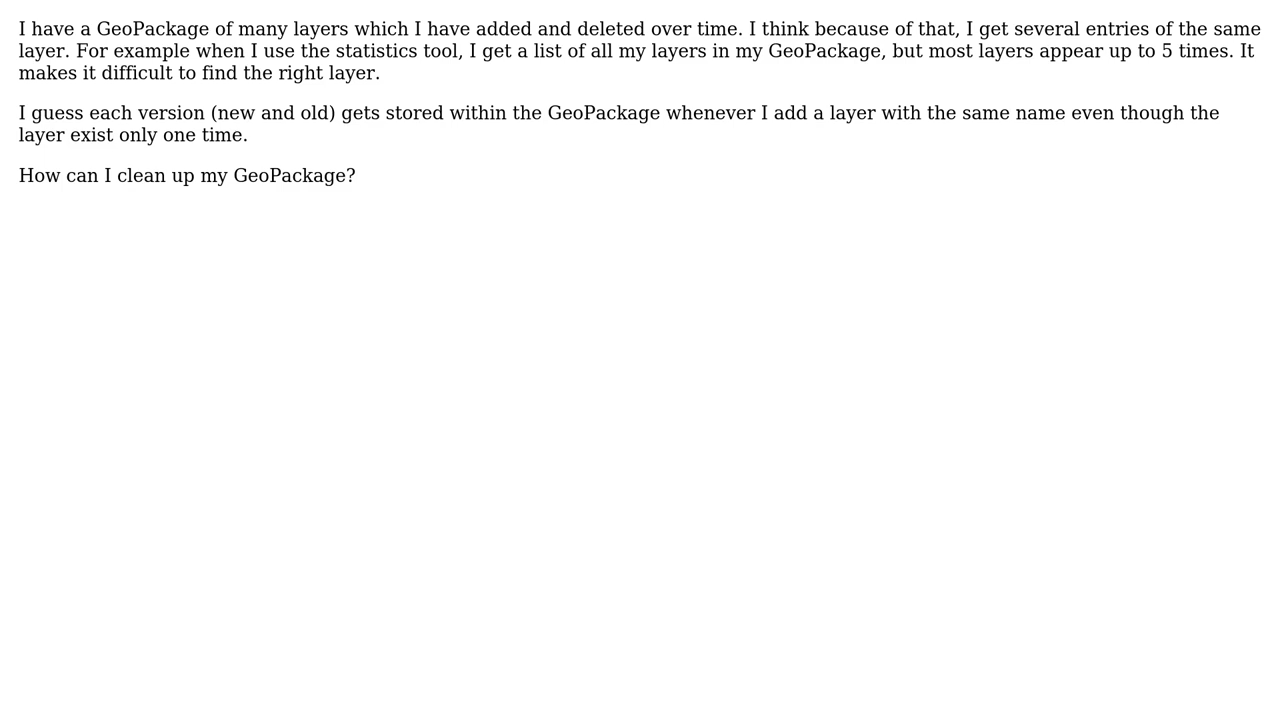 I have a GeoPackage of many layers which I have added and deleted over time. I think because of that, I get several entries of the same
layer. For example when I use the statistics tool, I get a list of all my layers in my GeoPackage, but most layers appear up to 5 times. It
makes it difficult to find the right layer.
I guess each version (new and old) gets stored within the GeoPackage whenever I add a layer with the same name even though the
layer exist only one time.
How can I clean up my GeoPackage?